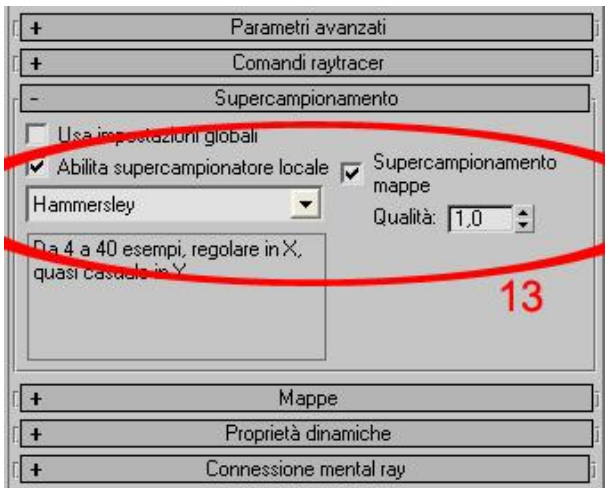 + Parametri avanzati
+ Comandi raytracer
- Supercampionamento
Usa impostazioni globali
Abilita supercampionatore locale
Supercampionamento
mappe
Hammersley
Qualità: 1,0
Da 4 a 40 esempi, regolare in X,
quasi casuale in Y
13
+ Mappe
+ Proprietà dinamiche
+ Connessione mental ray